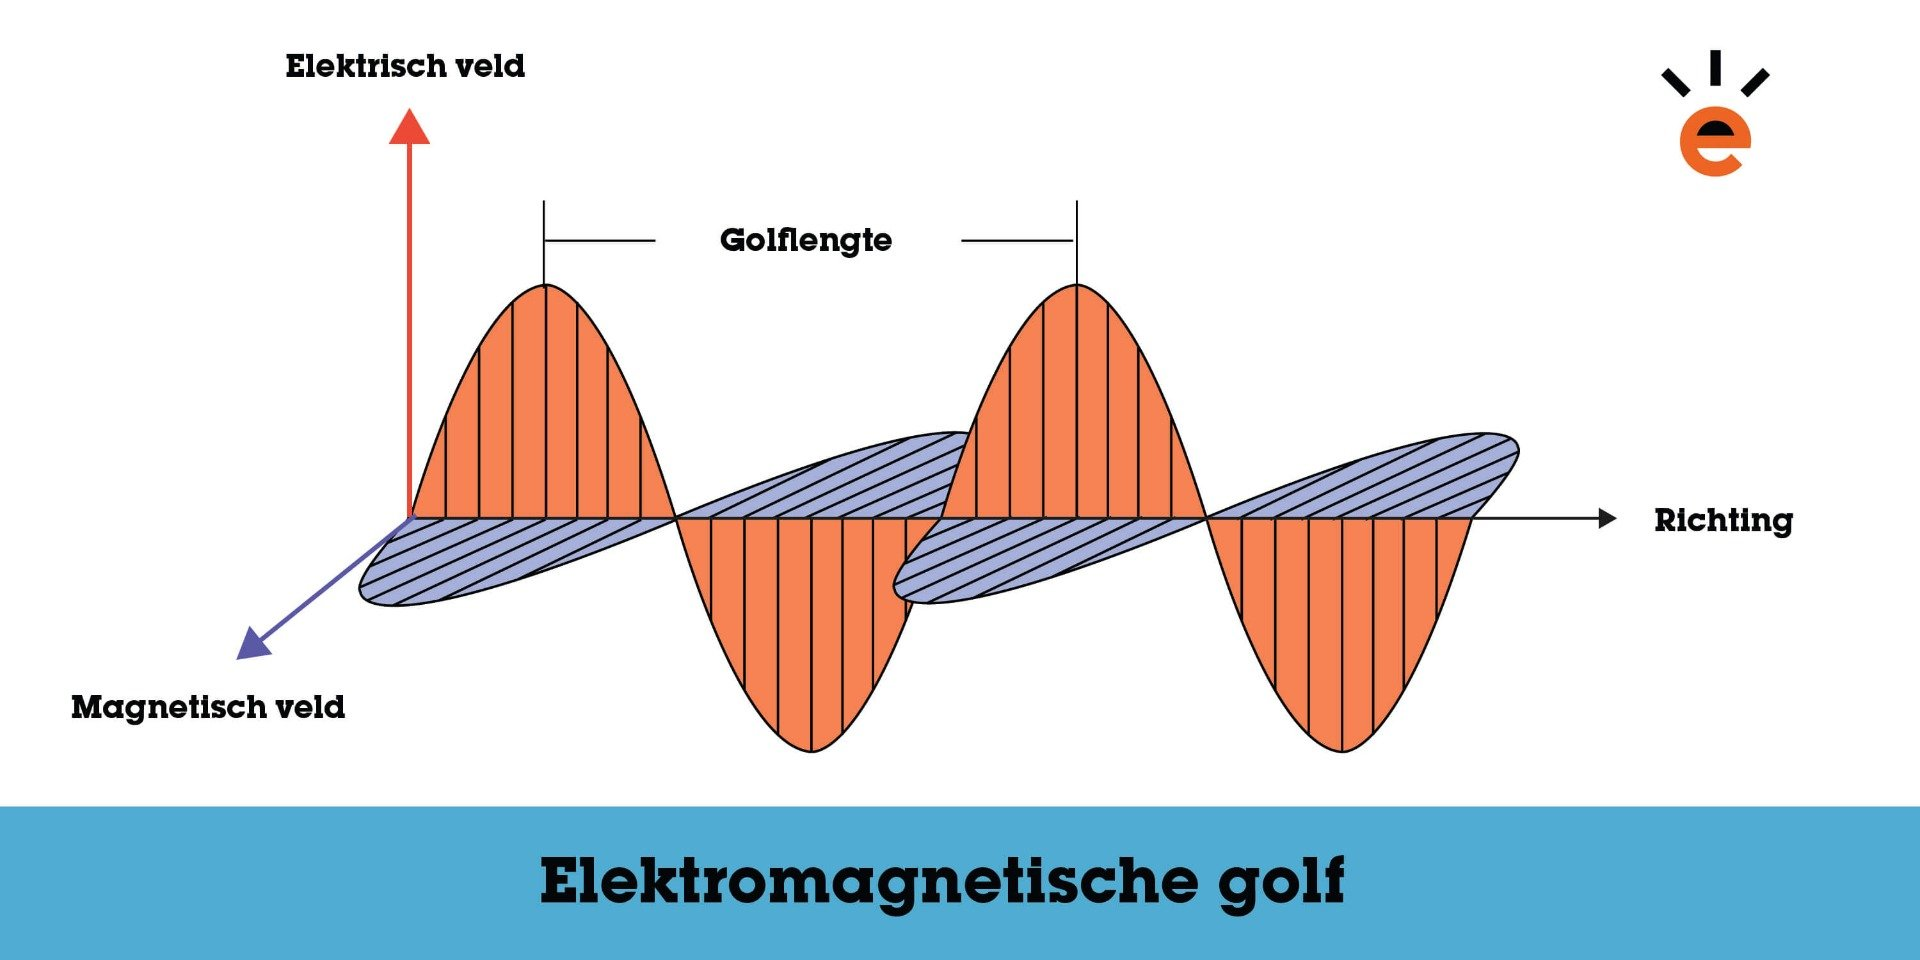 Elektrisch veld
Golflengte
Richting
Magnetisch veld
Elektromagnetische golf